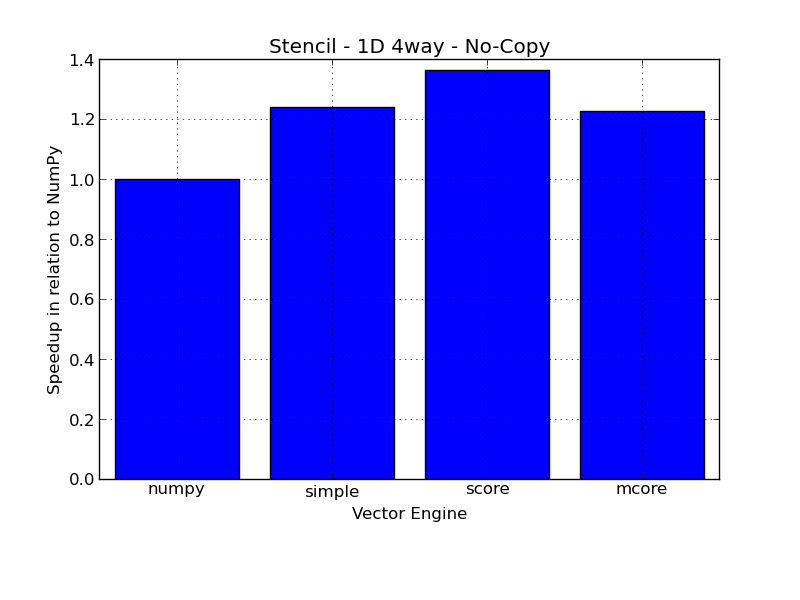 Stencil - 1D 4way - No-Copy
Speedup in relation to NumPy
1.4
1.2
1.0
0.8
0.6
0.4
0.2
0.0
numpy simple score mcore
Vector Engine